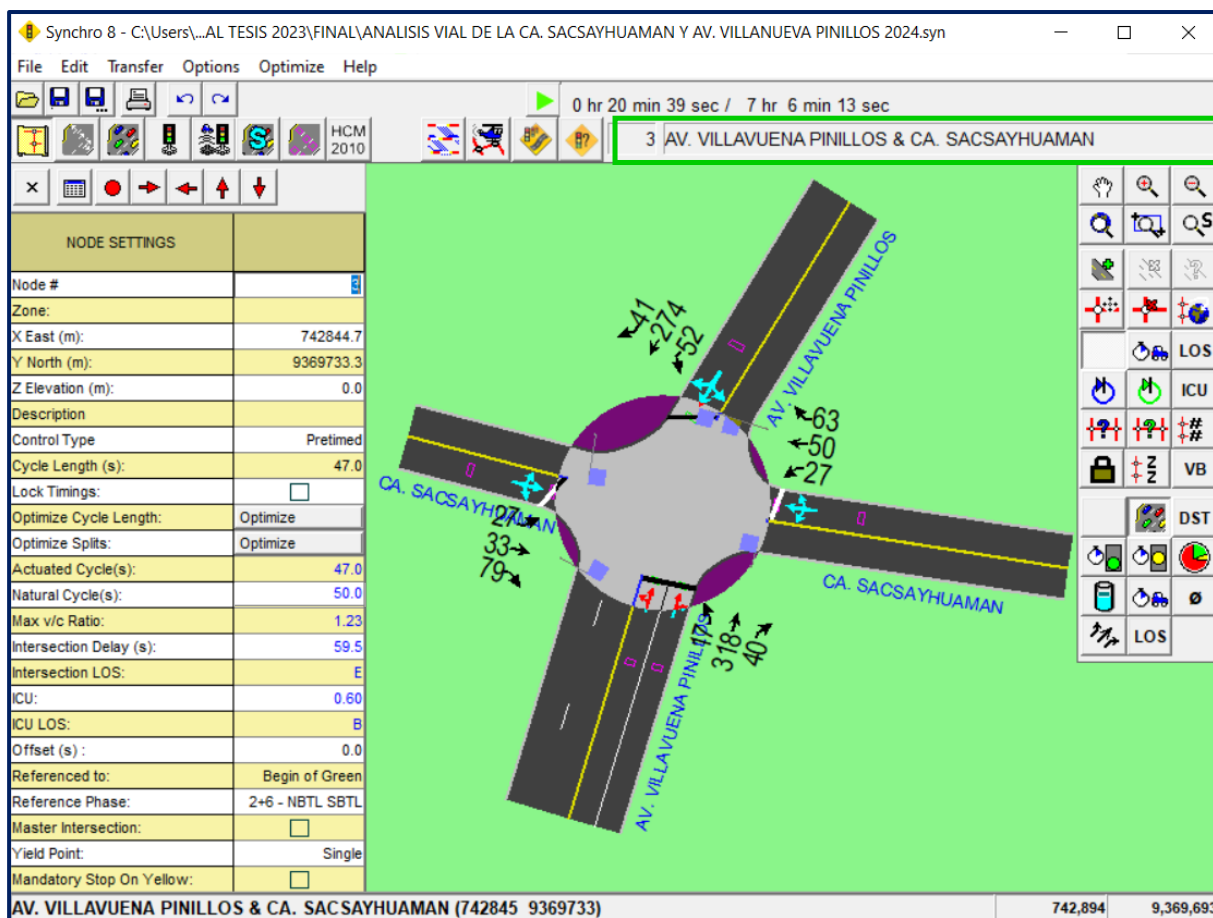 Synchro 8 - C:\Users\...AL TESIS 2023\FINAL\ANALISIS VIAL DE LA CA. SACSAYHUAMAN Y AV. VILLANUEVA PINILLOS 2024.syn
File Edit Transfer Options Optimize Help
0 hr 20 min 39 sec / 7 hr 6 min 13 sec
HCM 2010
3 AV. VILLAVUENA PINILLOS & CA. SACSAYHUAMAN
NODE SETTINGS
Node # 3
Zone:
X East (m): 742844.7
Y North (m): 9369733.3
Z Elevation (m): 0.0
Description
Control Type Pretimed
Cycle Length (s): 47.0
Lock Timings:
Optimize Cycle Length: Optimize
Optimize Splits: Optimize
Actuated Cycle(s): 47.0
Natural Cycle(s): 50.0
Max v/c Ratio: 1.23
Intersection Delay (s): 59.5
Intersection LOS: E
ICU: 0.60
ICU LOS: B
Offset (s) : 0.0
Referenced to: Begin of Green
Reference Phase: 2+6 - NBTL SBTL
Master Intersection:
Yield Point: Single
Mandatory Stop On Yellow:
AV. VILLAVUENA PINILLOS
41
274
52
63
50
27
CA. SACSAYHUAMAN
27
33
79
CA. SACSAYHUAMAN
318
40
AV. VILLAVUENA PINILLOS
S
LOS
ICU
##
ZZ
VB
DST
ø
LOS
AV. VILLAVUENA PINILLOS & CA. SACSAYHUAMAN (742845 9369733)
742,894
9,369,693